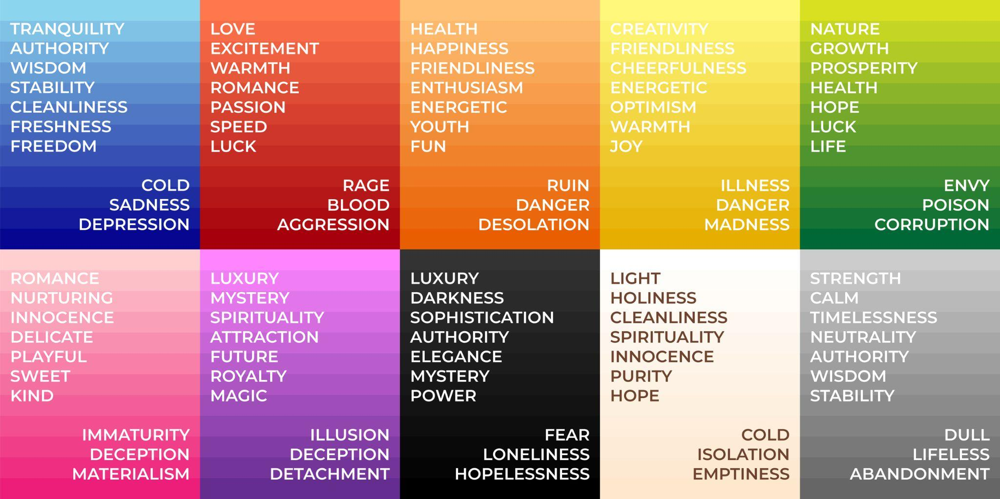 TRANQUILITY
AUTHORITY
WISDOM
STABILITY
CLEANLINESS
FRESHNESS
FREEDOM
COLD
SADNESS
DEPRESSION
LOVE
EXCITEMENT
WARMTH
ROMANCE
PASSION
SPEED
LUCK
RAGE
BLOOD
AGGRESSION
HEALTH
HAPPINESS
FRIENDLINESS
ENTHUSIASM
ENERGETIC
YOUTH
FUN
RUIN
DANGER
DESOLATION
CREATIVITY
FRIENDLINESS
CHEERFULNESS
ENERGETIC
OPTIMISM
WARMTH
JOY
ILLNESS
DANGER
MADNESS
NATURE
GROWTH
PROSPERITY
HEALTH
HOPE
LUCK
LIFE
ENVY
POISON
CORRUPTION
ROMANCE
NURTURING
INNOCENCE
DELICATE
PLAYFUL
SWEET
KIND
IMMATURITY
DECEPTION
MATERIALISM
LUXURY
MYSTERY
SPIRITUALITY
ATTRACTION
FUTURE
ROYALTY
MAGIC
ILLUSION
DECEPTION
DETACHMENT
LUXURY
DARKNESS
SOPHISTICATION
AUTHORITY
ELEGANCE
MYSTERY
POWER
FEAR
LONELINESS
HOPELESSNESS
LIGHT
HOLINESS
CLEANLINESS
SPIRITUALITY
INNOCENCE
PURITY
HOPE
COLD
ISOLATION
EMPTINESS
STRENGTH
CALM
TIMELESSNESS
NEUTRALITY
AUTHORITY
WISDOM
STABILITY
DULL
LIFELESS
ABANDONMENT